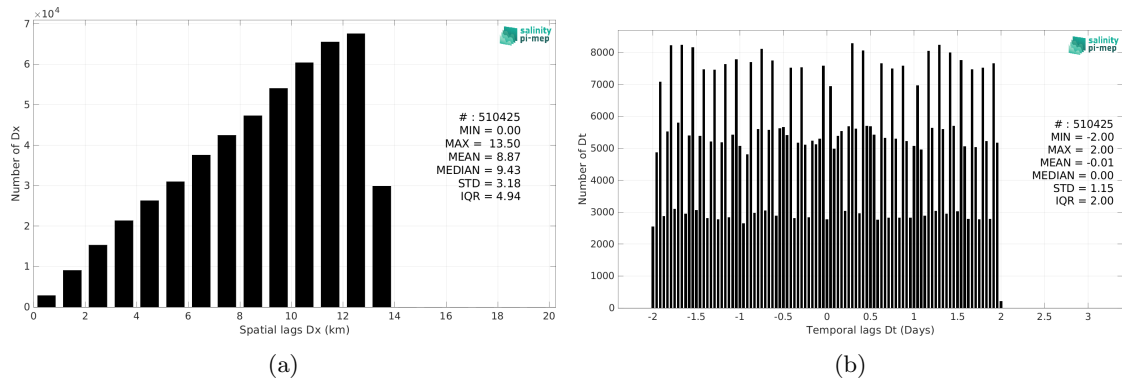 ×10⁴
7
6
5
4
3
2
1
0
Number of Dx
salinity
pi-mep
# : 510425
MIN = 0.00
MAX = 13.50
MEAN = 8.87
MEDIAN = 9.43
STD = 3.18
IQR = 4.94
0 2 4 6 8 10 12 14 16 18 20
Spatial lags Dx (km)
(a)
8000
7000
6000
5000
4000
3000
2000
1000
0
Number of Dt
salinity
pi-mep
# : 510425
MIN = -2.00
MAX = 2.00
MEAN = -0.01
MEDIAN = 0.00
STD = 1.15
IQR = 2.00
-2 -1.5 -1 -0.5 0 0.5 1 1.5 2 2.5 3
Temporal lags Dt (Days)
(b)